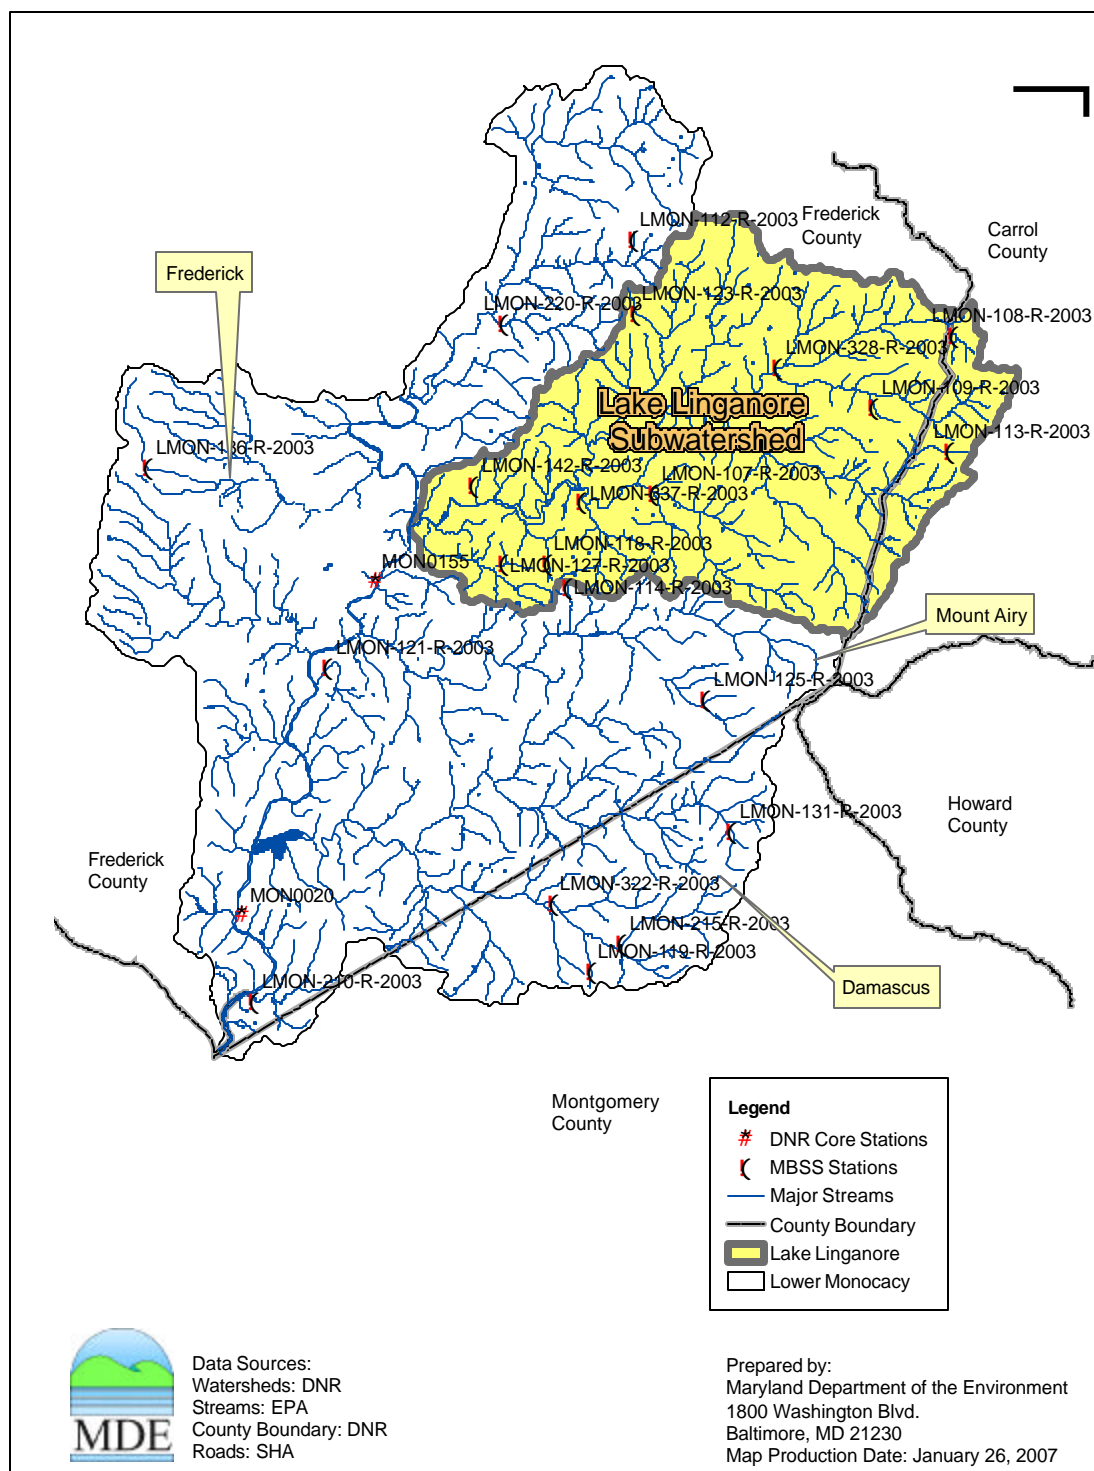 LMON-112-R-2003
Frederick
County
Carrol
County
Frederick
LMON-220-R-2003
LMON-123-R-2003
LMON-108-R-2003
LMON-328-R-2003
LMON-109-R-2003
Lake Linganore
Subwatershed
LMON-136-R-2003
LMON-113-R-2003
LMON-142-R-2003
LMON-107-R-2003
LMON-337-R-2003
LMON-118-R-2003
MON0155
LMON-127-R-2003
LMON-114-R-2003
Mount Airy
LMON-121-R-2003
LMON-125-R-2003
Howard
County
LMON-131-R-2003
Frederick
County
LMON-322-R-2003
MON0020
LMON-215-R-2003
LMON-119-R-2003
LMON-210-R-2003
Damascus
Montgomery
County
Legend
DNR Core Stations
MBSS Stations
Major Streams
County Boundary
Lake Linganore
Lower Monocacy
MDE
Data Sources:
Watersheds: DNR
Streams: EPA
County Boundary: DNR
Roads: SHA
Prepared by:
Maryland Department of the Environment
1800 Washington Blvd.
Baltimore, MD 21230
Map Production Date: January 26, 2007